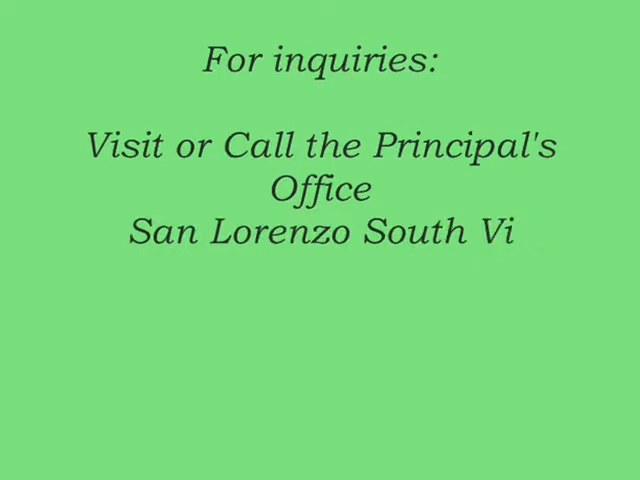 For inquiries:
Visit or Call the Principal's
Office
San Lorenzo South Vi